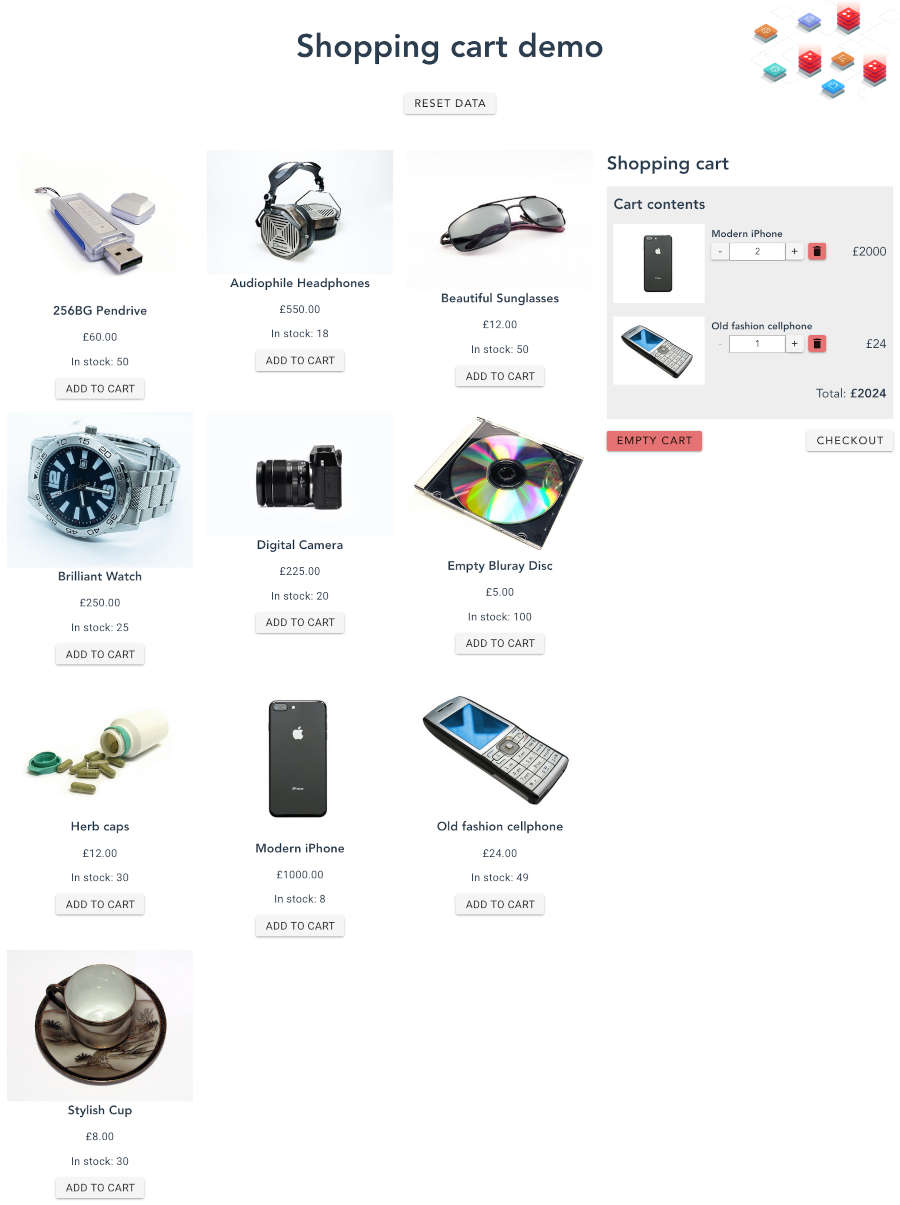 Shopping cart demo
RESET DATA
256BG Pendrive
£60.00
In stock: 50
ADD TO CART
Audiophile Headphones
£550.00
In stock: 18
ADD TO CART
Beautiful Sunglasses
£12.00
In stock: 50
ADD TO CART
Brilliant Watch
£250.00
In stock: 25
ADD TO CART
Digital Camera
£225.00
In stock: 20
ADD TO CART
Empty Bluray Disc
£5.00
In stock: 100
ADD TO CART
Herb caps
£12.00
In stock: 30
ADD TO CART
Modern iPhone
£1000.00
In stock: 8
ADD TO CART
Old fashion cellphone
£24.00
In stock: 49
ADD TO CART
Stylish Cup
£8.00
In stock: 30
ADD TO CART
Shopping cart
Cart contents
Modern iPhone
- 2 + £2000
Old fashion cellphone
- 1 + £24
Total: £2024
EMPTY CART
CHECKOUT